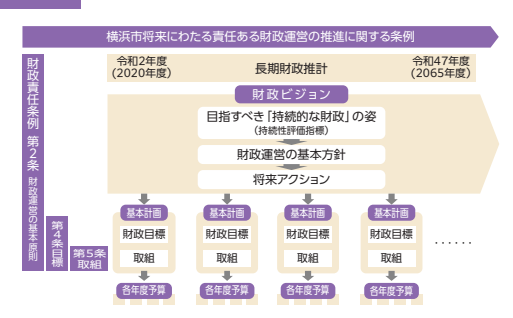 横浜市将来にわたる責任ある財政運営の推進に関する条例
財政責任条例 第2条 財政運営の基本原則
令和2年度
(2020年度)
長期財政推計
令和47年度
(2065年度)
財政ビジョン
目指すべき「持続的な財政」の姿
(持続性評価指標)
財政運営の基本方針
将来アクション
第4条
目標
第5条
取組
基本計画
財政目標
取組
各年度予算
基本計画
財政目標
取組
各年度予算
基本計画
財政目標
取組
各年度予算
基本計画
財政目標
取組
各年度予算
······